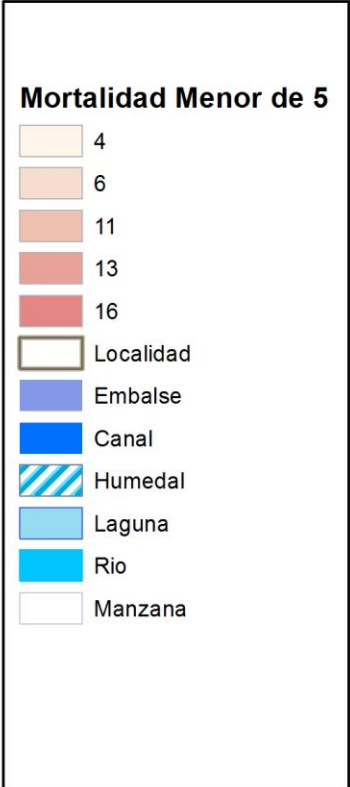 Mortalidad Menor de 5
4
6
11
13
16
Localidad
Embalse
Canal
Humedal
Laguna
Rio
Manzana